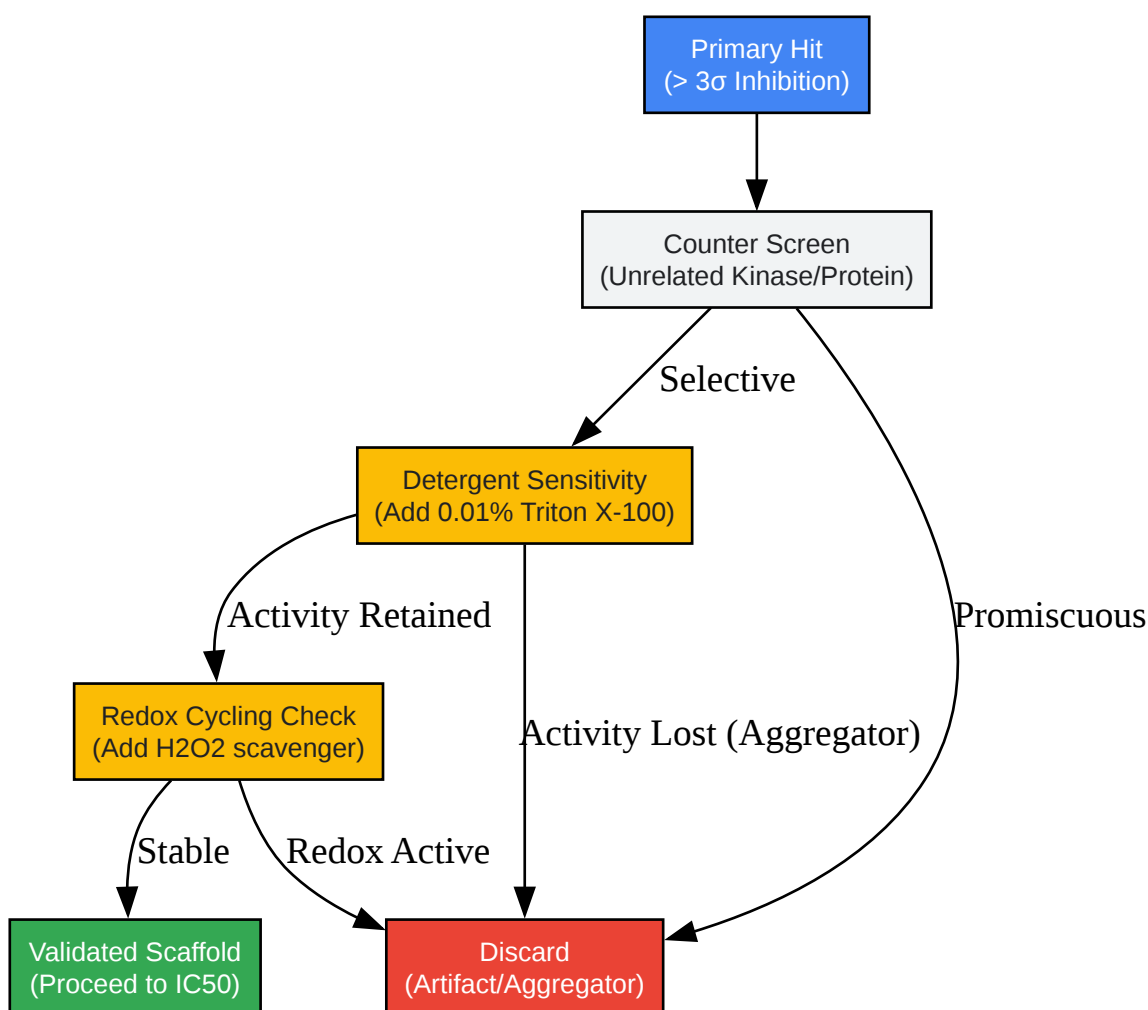 Primary Hit
(> 3σ Inhibition)
Counter Screen
(Unrelated Kinase/Protein)
Selective
Detergent Sensitivity
(Add 0.01% Triton X-100)
Activity Retained
Promiscuous
Redox Cycling Check
(Add H2O2 scavenger)
Activity Lost (Aggregator)
Stable
Redox Active
Validated Scaffold
(Proceed to IC50)
Discard
(Artifact/Aggregator)